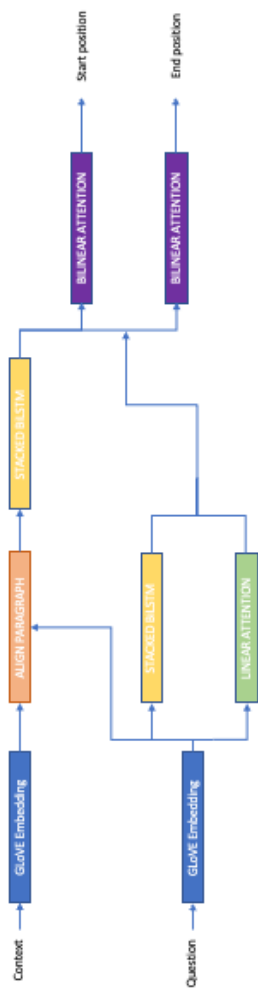 Context
GLoVE Embedding
ALIGN PARAGRAPH
STACKED BiLSTM
BILINEAR ATTENTION
Start position
Question
GLoVE Embedding
STACKED BiLSTM
LINEAR ATTENTION
BILINEAR ATTENTION
End position